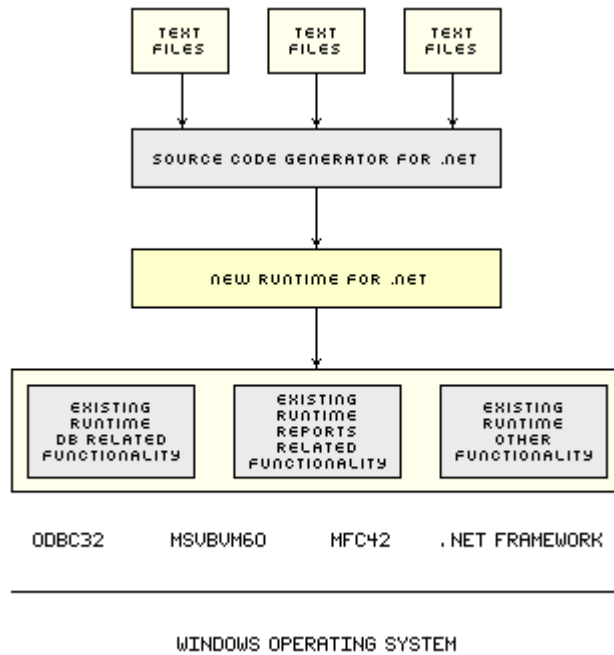 TEXT FILES
TEXT FILES
TEXT FILES
SOURCE CODE GENERATOR FOR .NET
NEW RUNTIME FOR .NET
EXISTING
RUNTIME
DB RELATED
FUNCTIONALITY
EXISTING
RUNTIME
REPORTS
RELATED
FUNCTIONALITY
EXISTING
RUNTIME
OTHER
FUNCTIONALITY
ODBC32
MSVBVM60
MFC42
.NET FRAMEWORK
WINDOWS OPERATING SYSTEM